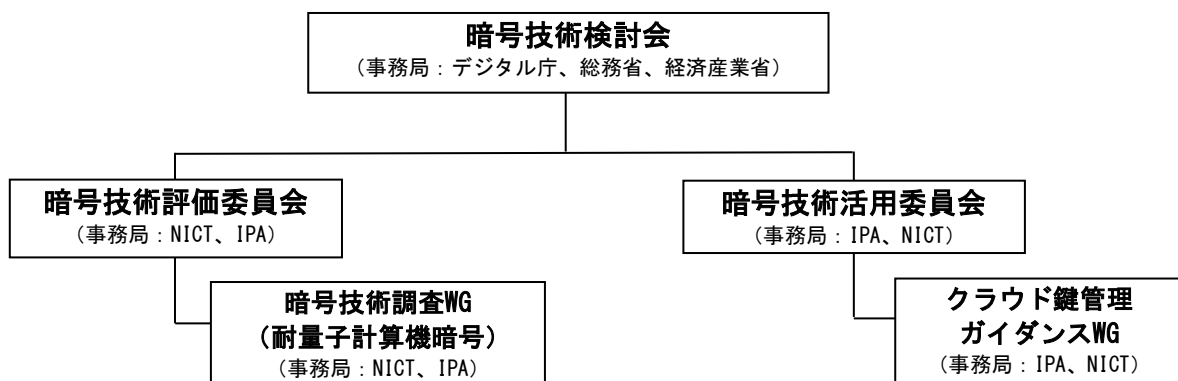 暗号技術検討会
（事務局：デジタル庁、総務省、経済産業省）
暗号技術評価委員会
（事務局：NICT、IPA）
暗号技術活用委員会
（事務局：IPA、NICT）
暗号技術調査WG
（耐量子計算機暗号）
（事務局：NICT、IPA）
クラウド鍵管理
ガイダンスWG
（事務局：IPA、NICT）